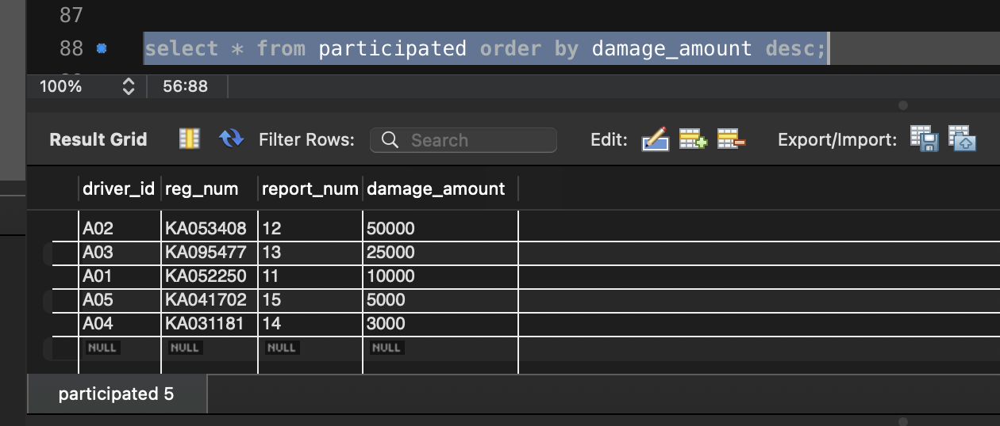 87
88 select * from participated order by damage_amount desc;
100% 56:88
Result Grid Filter Rows: Search Edit: Export/Import:
driver_id reg_num report_num damage_amount
A02 KA053408 12 50000
A03 KA095477 13 25000
A01 KA052250 11 10000
A05 KA041702 15 5000
A04 KA031181 14 3000
NULL NULL NULL NULL
participated 5